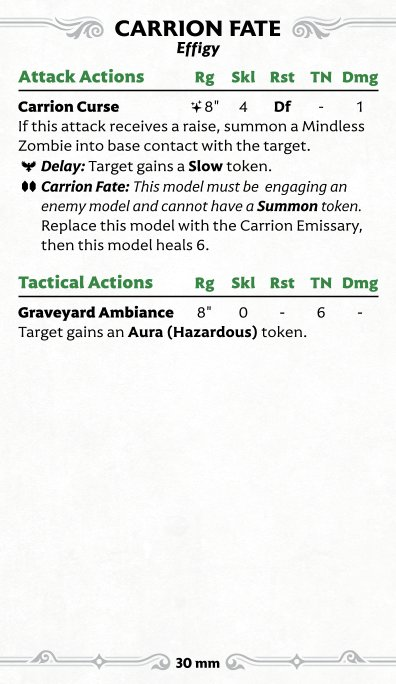 CARRION FATE
Effigy
Attack Actions Rg Skl Rst TN Dmg
Carrion Curse 8" 4 Df - 1
If this attack receives a raise, summon a Mindless
Zombie into base contact with the target.
Delay: Target gains a Slow token.
Carrion Fate: This model must be engaging an
enemy model and cannot have a Summon token.
Replace this model with the Carrion Emissary,
then this model heals 6.
Tactical Actions Rg Skl Rst TN Dmg
Graveyard Ambiance 8" 0 - 6 -
Target gains an Aura (Hazardous) token.
30 mm